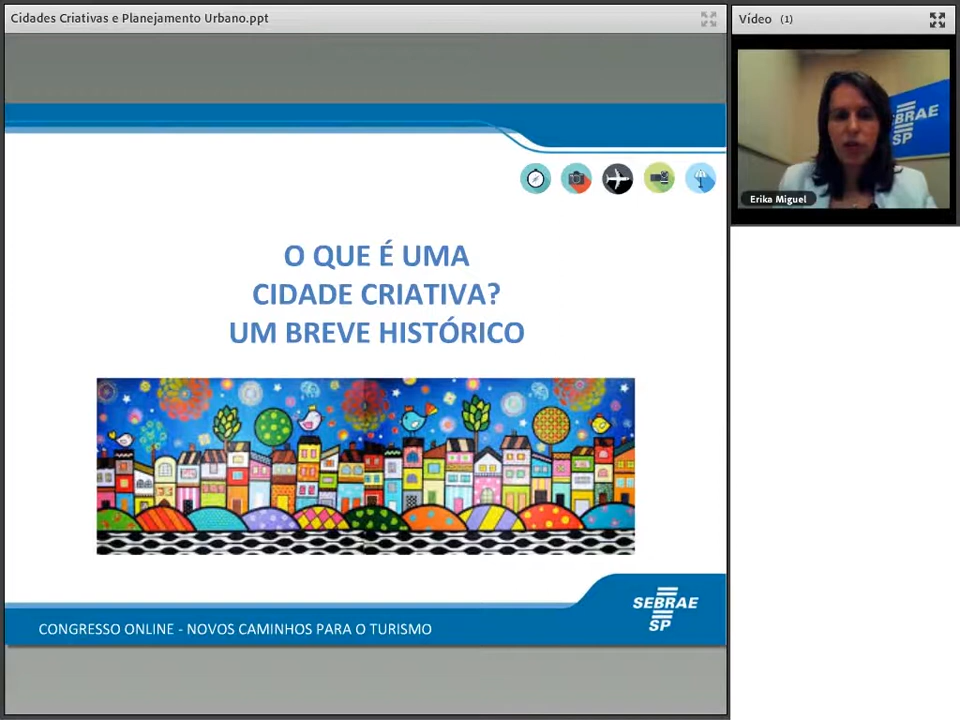 Cidades Criativas e Planejamento Urbano.ppt
Vídeo (1)
EBRAE
SP
Erika Miguel
O QUE É UMA
CIDADE CRIATIVA?
UM BREVE HISTÓRICO
SEBRAE
SP
CONGRESSO ONLINE - NOVOS CAMINHOS PARA O TURISMO